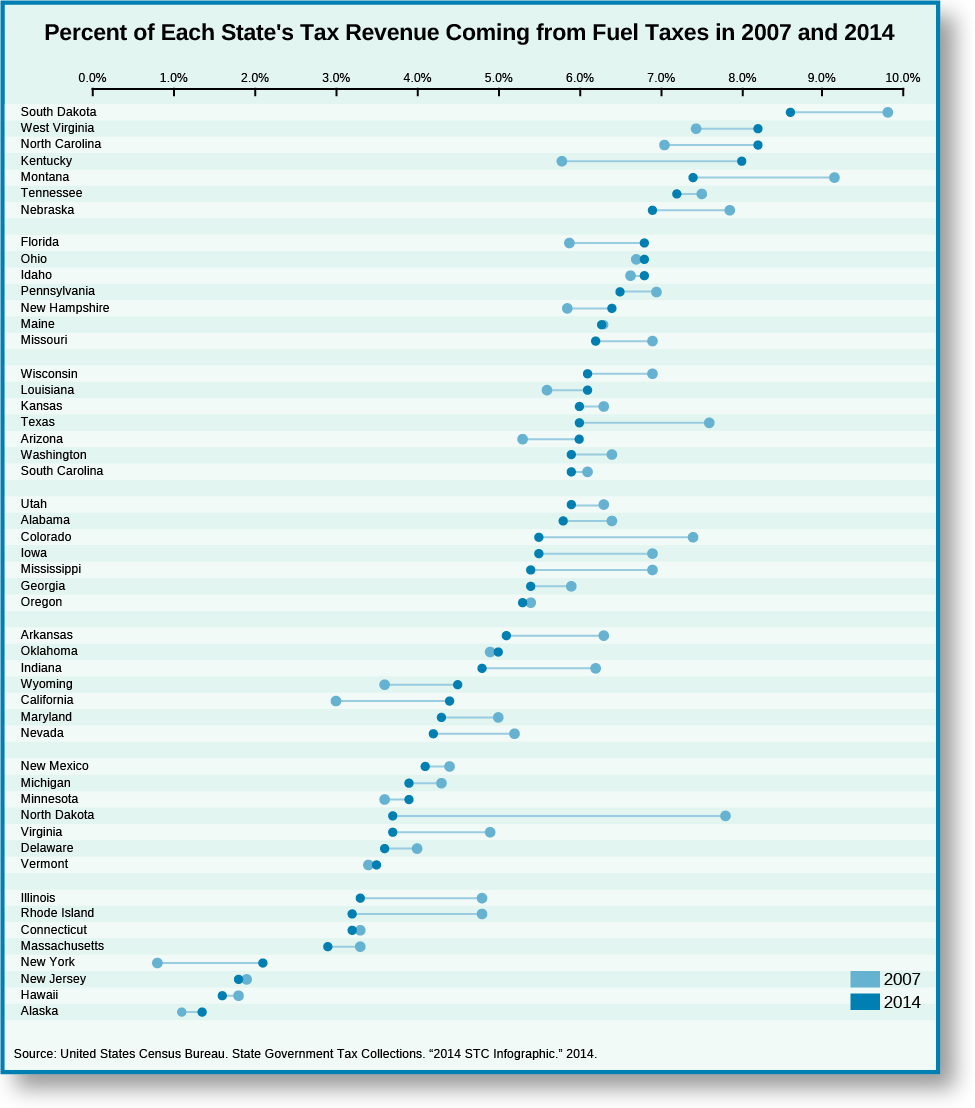 Percent of Each State's Tax Revenue Coming from Fuel Taxes in 2007 and 2014
0.0% 1.0% 2.0% 3.0% 4.0% 5.0% 6.0% 7.0% 8.0% 9.0% 10.0%
South Dakota
West Virginia
North Carolina
Kentucky
Montana
Tennessee
Nebraska
Florida
Ohio
Idaho
Pennsylvania
New Hampshire
Maine
Missouri
Wisconsin
Louisiana
Kansas
Texas
Arizona
Washington
South Carolina
Utah
Alabama
Colorado
Iowa
Mississippi
Georgia
Oregon
Arkansas
Oklahoma
Indiana
Wyoming
California
Maryland
Nevada
New Mexico
Michigan
Minnesota
North Dakota
Virginia
Delaware
Vermont
Illinois
Rhode Island
Connecticut
Massachusetts
New York
New Jersey
Hawaii
Alaska
2007
2014
Source: United States Census Bureau. State Government Tax Collections. “2014 STC Infographic.” 2014.